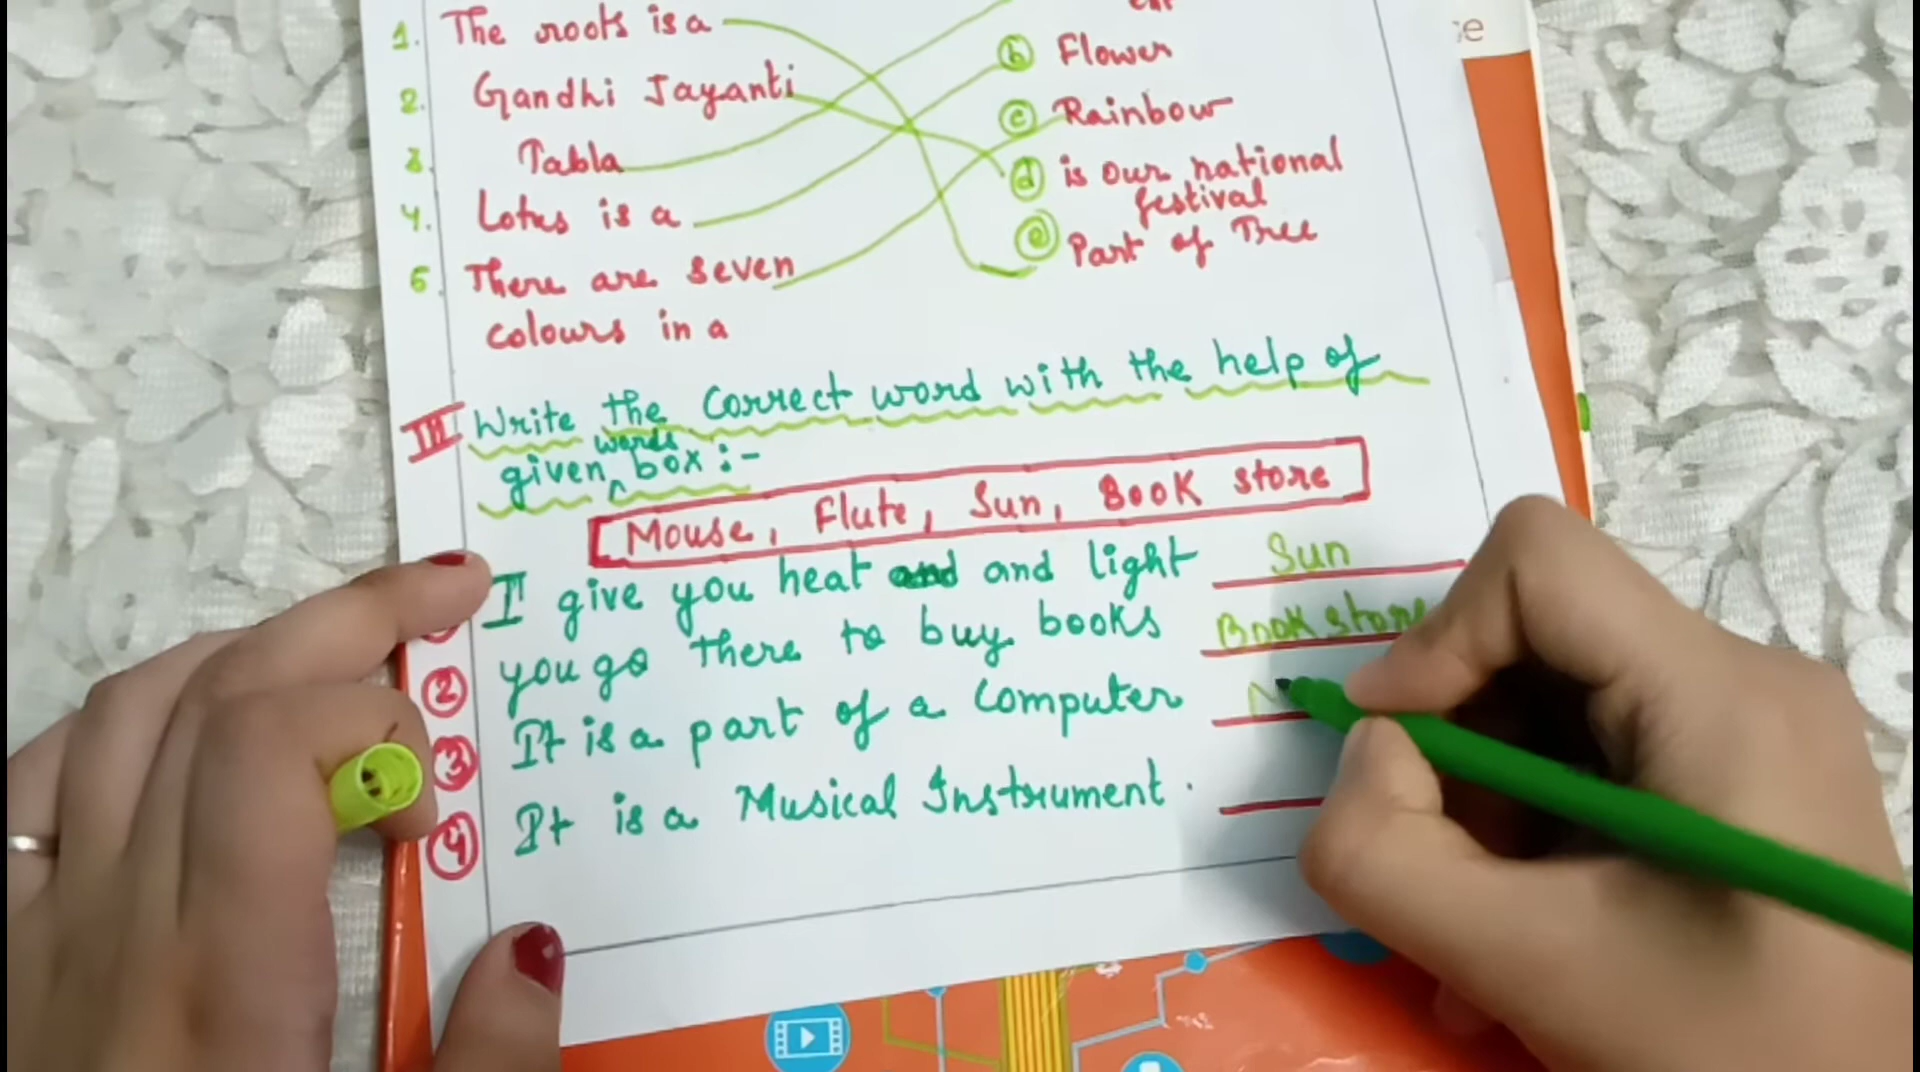 1. The roots is a
2. Gandhi Jayanti
3. Tabla
4. Lotus is a
5. There are seven
colours in a
b Flower
c Rainbow
d is our national
festival
e Part of Tree
III Write the correct word with the help of
given words box :-
Mouse, Flute, Sun, Book store
I give you heat and light Sun
2 you go there to buy books Book store
3 It is a part of a computer
4 It is a Musical Instrument.